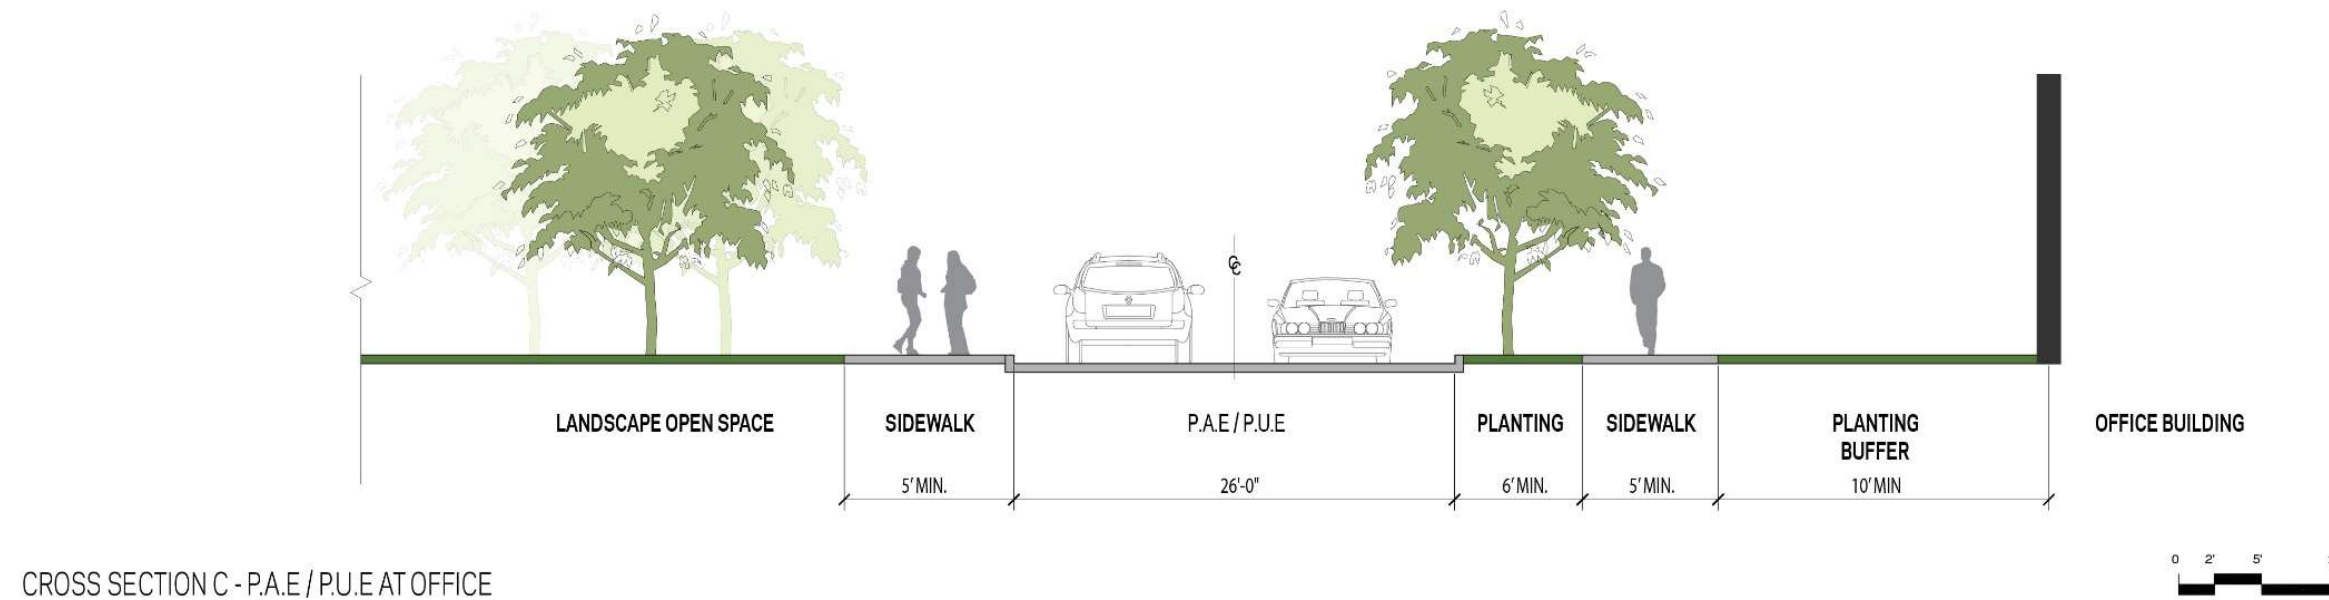 ℄
LANDSCAPE OPEN SPACE
SIDEWALK
P.A.E / P.U.E
PLANTING
SIDEWALK
PLANTING
BUFFER
OFFICE BUILDING
5' MIN.
26'-0"
6' MIN.
5' MIN.
10' MIN
CROSS SECTION C - P.A.E / P.U.E AT OFFICE
0 2' 5'